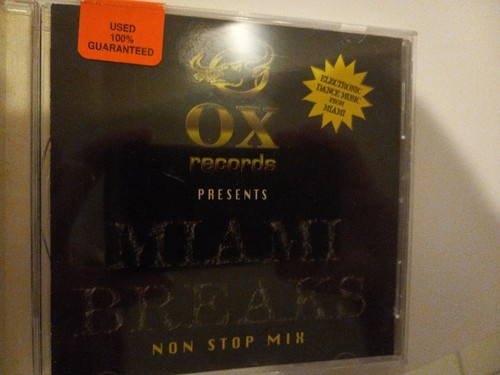 USED
100%
GUARANTEED
OX
records
ELECTRONIC
DANCE MUSIC
FROM
MIAMI
PRESENTS
MIAMI
BREAKS
NON STOP MIX